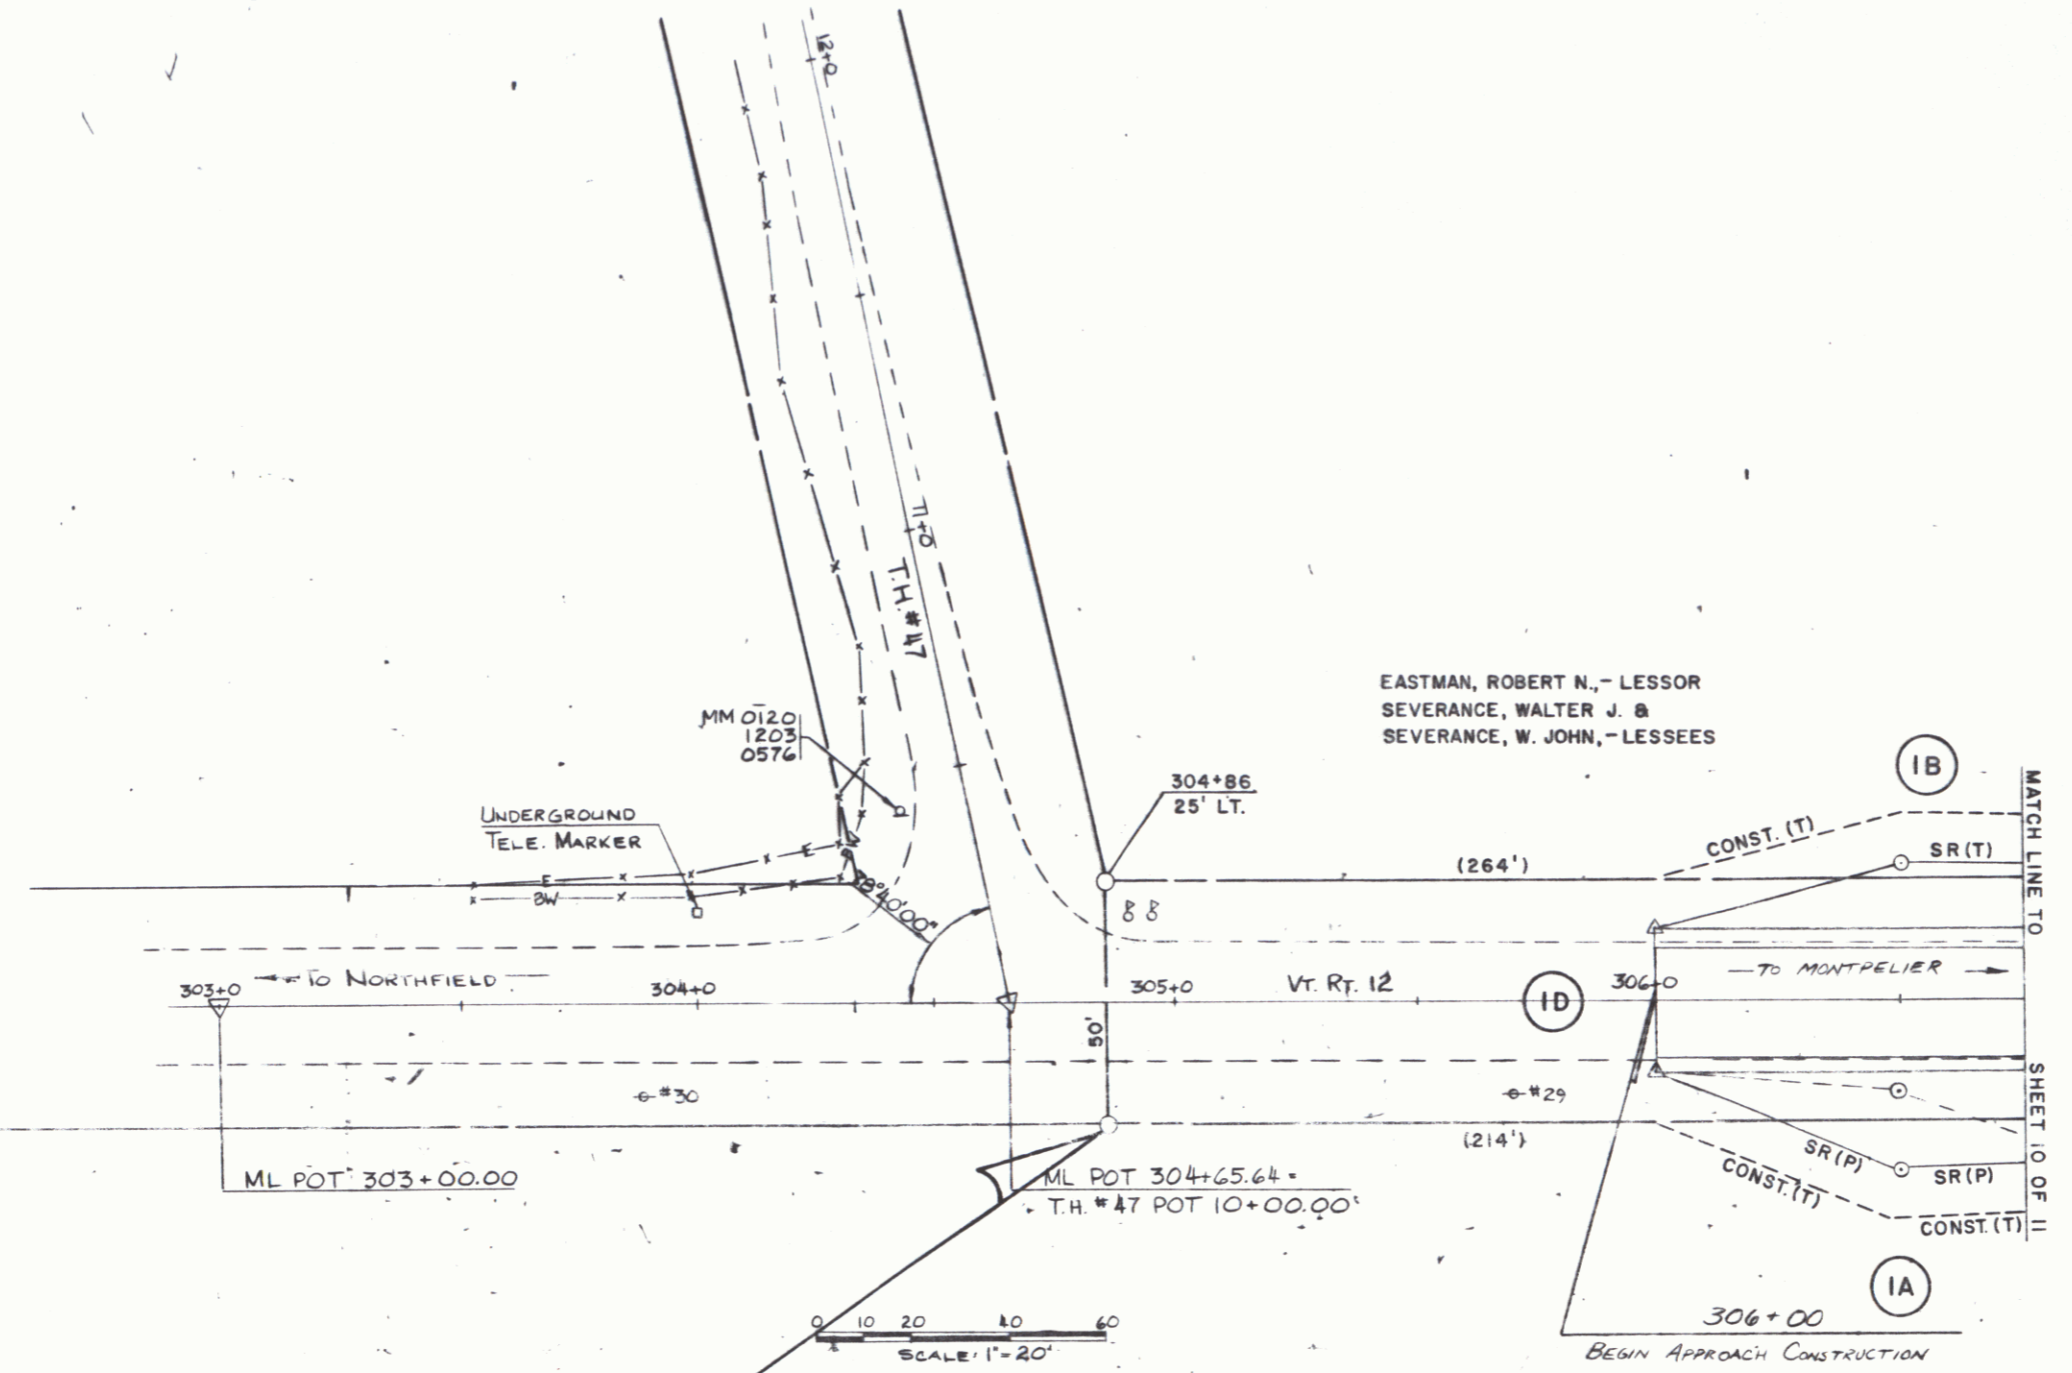 12+0
11+0
T.H. #47
MM 0120
1203
0576
UNDERGROUND
TELE. MARKER
E
E
BW
78°40'00"
EASTMAN, ROBERT N.,- LESSOR
SEVERANCE, WALTER J. &
SEVERANCE, W. JOHN,- LESSEES
304+86
25' LT.
(264')
CONST. (T)
1B
SR(T)
MATCH LINE TO
SHEET 10 OF 11
TO NORTHFIELD
303+0
304+0
305+0
VT. RT. 12
1D
306+0
TO MONTPELIER
50'
#30
#29
(214')
SR(P)
SR(P)
CONST.(T)
CONST.(T)
ML POT 303+00.00
ML POT 304+65.64 =
T.H. #47 POT 10+00.00
1A
306+00
BEGIN APPROACH CONSTRUCTION
0 10 20 40 60
SCALE: 1"=20'